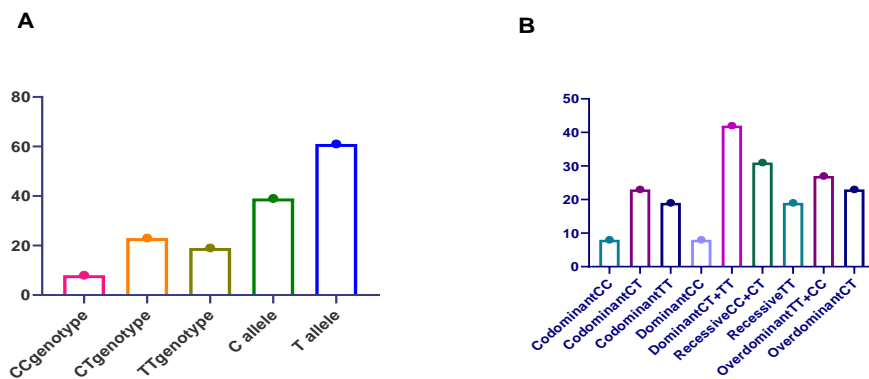 A
80
60
40
20
0
CCgenotype
CTgenotype
TTgenotype
C allele
T allele
B
50
40
30
20
10
0
CodominantCC
CodominantCT
CodominantTT
DominantCC
DominantCT+TT
RecessiveCC+CT
RecessiveTT
OverdominantTT+CC
OverdominantCT